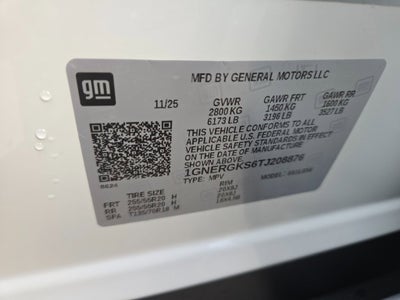 gm
MFD BY GENERAL MOTORS LLC
11/25 GVWR GAWR FRT GAWR RR
2800 KG 1450 KG 1600 KG
6173 LB 3196 LB 3527 LB
THIS VEHICLE CONFORMS TO ALL
APPLICABLE U.S. FEDERAL MOTOR
VEHICLE SAFETY STANDARDS IN EFFECT
ON THE DATE OF MANUFACTURE
SHOWN ABOVE.
1GNERGKS6TJ208876
TYPE: MPV MODEL:
TIRE SIZE RIM
FRT 255/55R20 H 20X8J
RR 255/55R20 H 20X8J
SPA T135/70R18 M